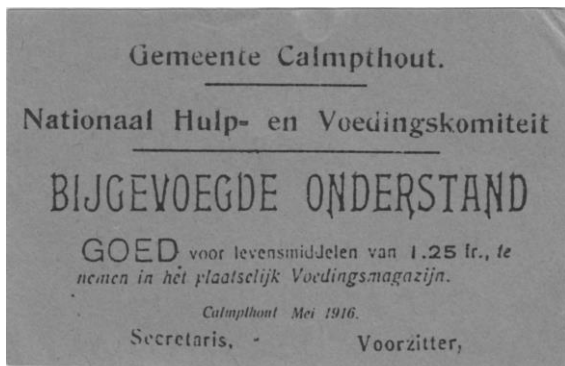 Gemeente Calmpthout.
Nationaal Hulp- en Voedingskomiteit
BIJGEVOEGDE ONDERSTAND
GOED voor levensmiddelen van 1.25 fr., te
nemen in het plaatselijk Voedingsmagazijn.
Calmpthout Mei 1916.
Secretaris, - Voorzitter,